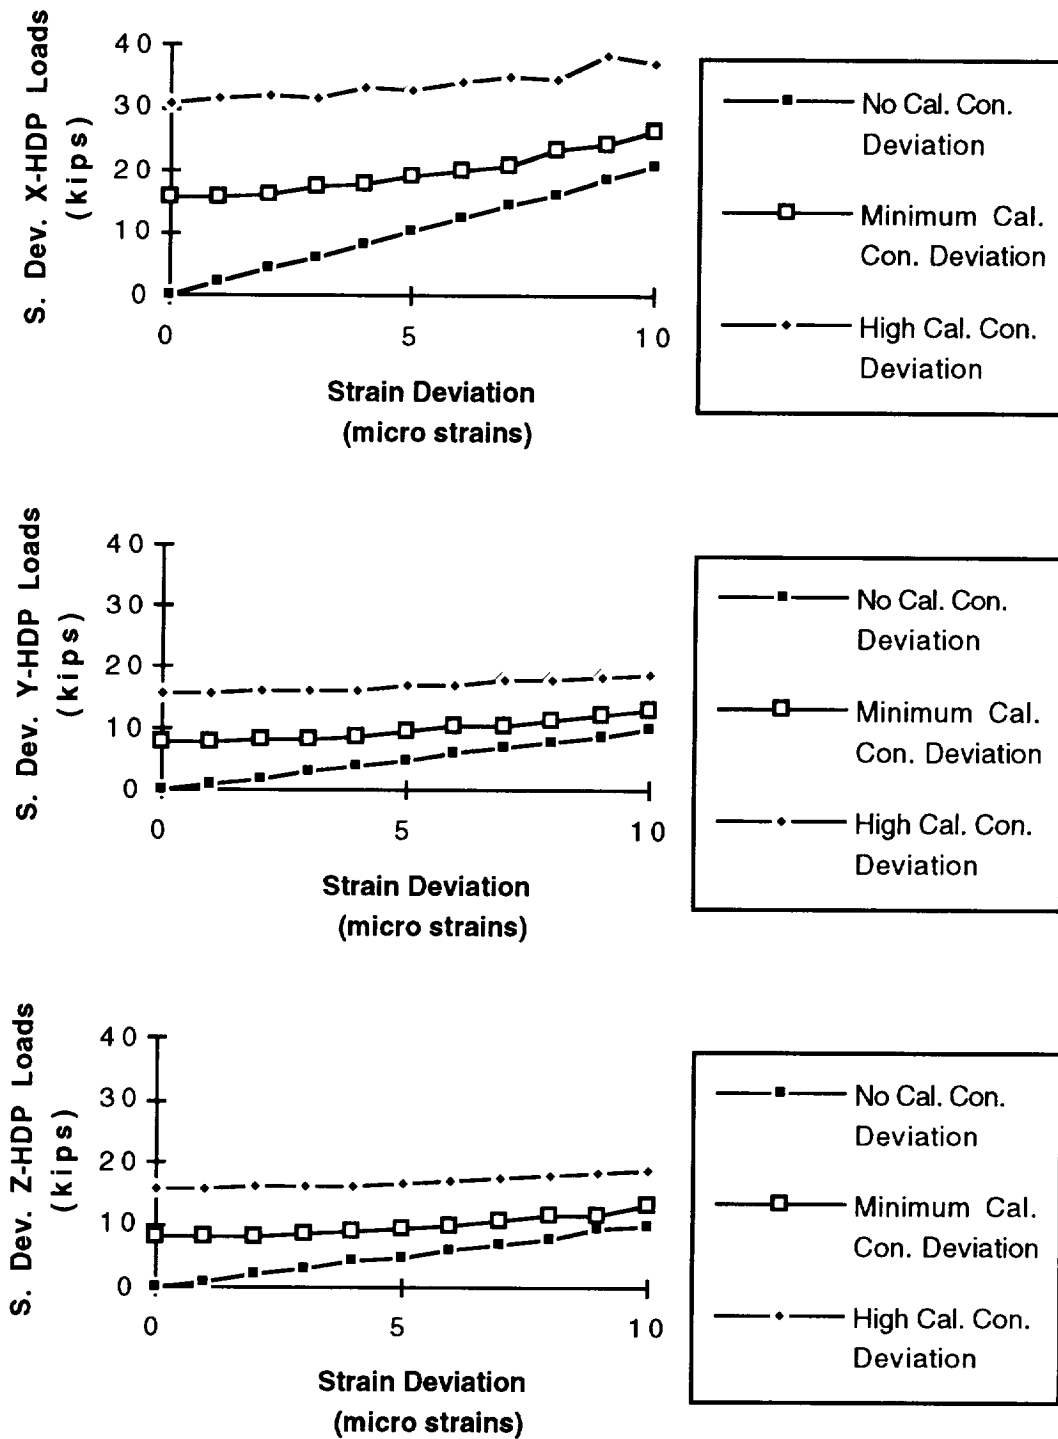 S. Dev. X-HDP Loads
(kips)
40
30
20
10
0
0
5
10
Strain Deviation
(micro strains)
No Cal. Con.
Deviation
Minimum Cal.
Con. Deviation
High Cal. Con.
Deviation
S. Dev. Y-HDP Loads
(kips)
40
30
20
10
0
0
5
10
Strain Deviation
(micro strains)
No Cal. Con.
Deviation
Minimum Cal.
Con. Deviation
High Cal. Con.
Deviation
S. Dev. Z-HDP Loads
(kips)
40
30
20
10
0
0
5
10
Strain Deviation
(micro strains)
No Cal. Con.
Deviation
Minimum Cal.
Con. Deviation
High Cal. Con.
Deviation